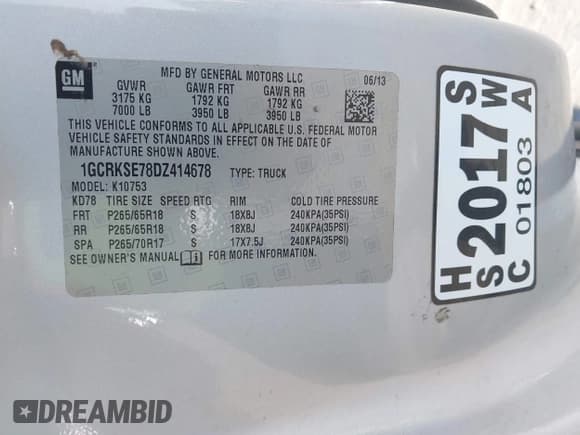 GM
MFD BY GENERAL MOTORS LLC 06/13
GVWR GAWR FRT GAWR RR
3175 KG 1792 KG 1792 KG
7000 LB 3950 LB 3950 LB
THIS VEHICLE CONFORMS TO ALL APPLICABLE U.S. FEDERAL MOTOR
VEHICLE SAFETY STANDARDS IN EFFECT ON THE DATE OF
MANUFACTURE SHOWN ABOVE.
1GCRKSE78DZ414678 TYPE: TRUCK
MODEL: K10753
KD78 TIRE SIZE SPEED RTG RIM COLD TIRE PRESSURE
FRT P265/65R18 S 18X8J 240KPA(35PSI)
RR P265/65R18 S 18X8J 240KPA(35PSI)
SPA P265/70R17 S 17X7.5J 240KPA(35PSI)
SEE OWNER'S MANUAL FOR MORE INFORMATION.
HS 2017 SW
C 01803 A
DREAMBID